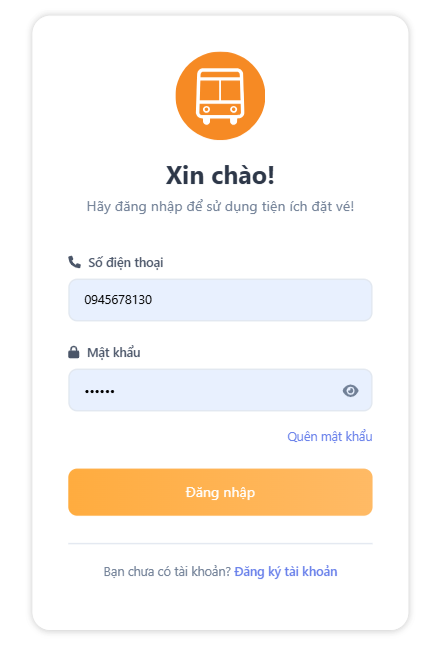 Xin chào!
Hãy đăng nhập để sử dụng tiện ích đặt vé!
Số điện thoại
0945678130
Mật khẩu
••••••
Quên mật khẩu
Đăng nhập
Bạn chưa có tài khoản? Đăng ký tài khoản